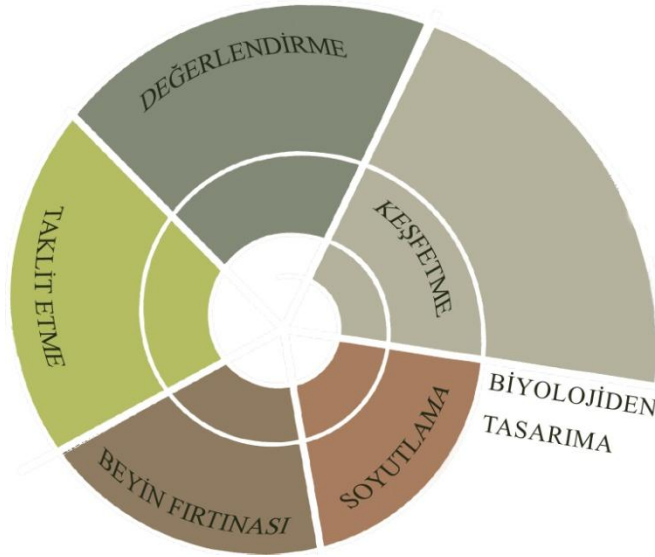 DEĞERLENDİRME
KEŞFETME
TAKLİT ETME
BİYOLOJİDEN
TASARIMA
SOYUTLAMA
BEYİN FIRTINASI